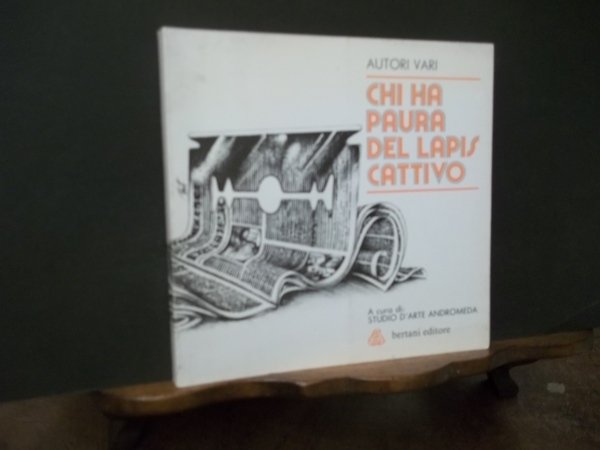 AUTORI VARI
CHI HA
PAURA
DEL LAPIS
CATTIVO
A cura di:
STUDIO D'ARTE ANDROMEDA
bertani editore